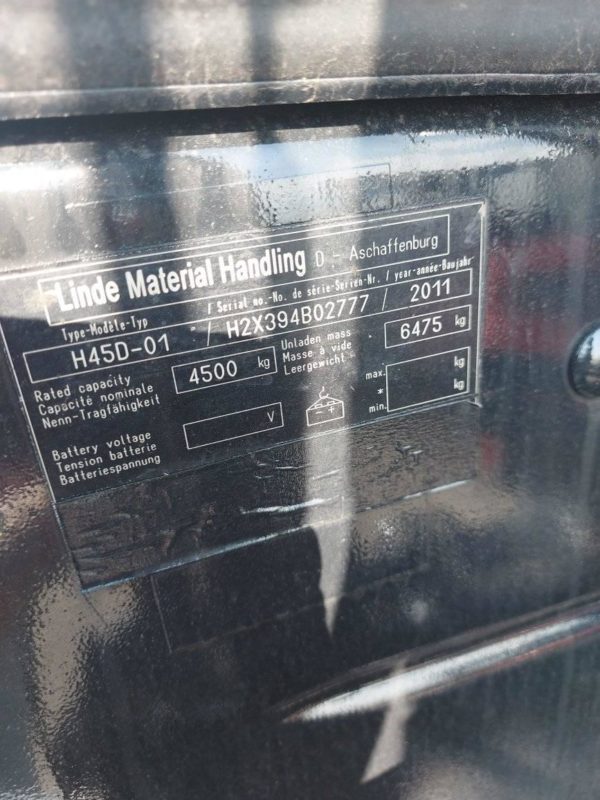 Linde Material Handling D - Aschaffenburg
Type-Modèle-Typ / Serial no.-No. de série-Serien-Nr. / year-année-Baujahr
H45D-01 / H2X394B02777 / 2011
Rated capacity
Capacité nominale
Nenn-Tragfähigkeit
4500 kg
Unladen mass
Masse à vide
Leergewicht
6475 kg
Battery voltage
Tension batterie
Batteriespannung
V
- +
max. kg
*
min. kg